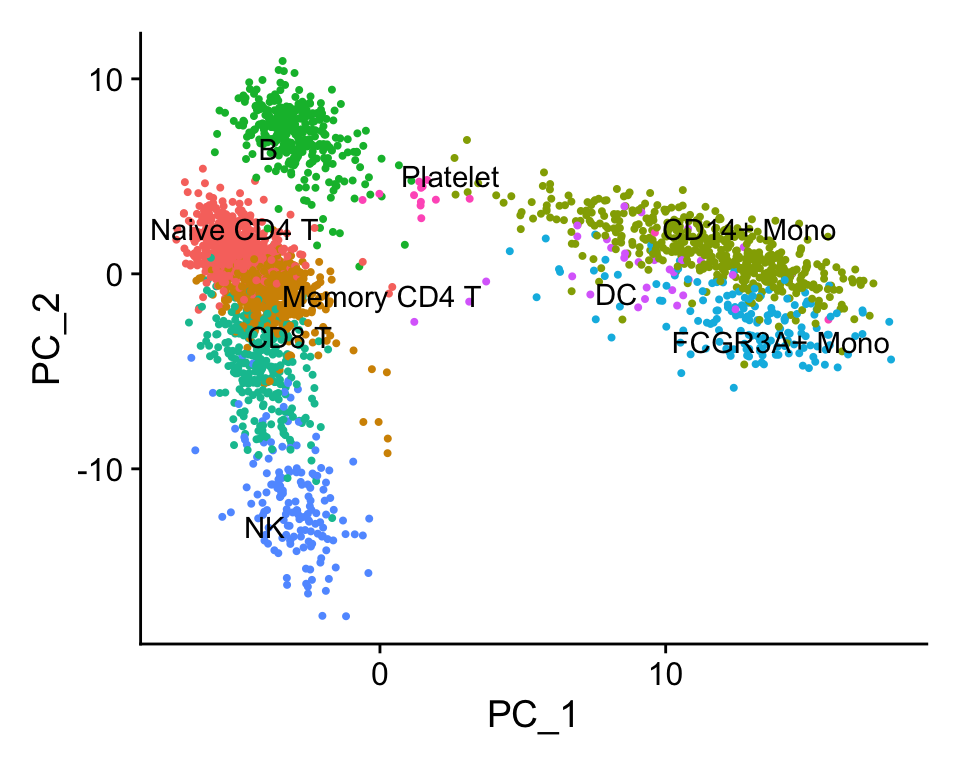 10
B
Platelet
Naive CD4 T
CD14+ Mono
0
Memory CD4 T
DC
CD8 T
FCGR3A+ Mono
-10
NK
PC_2
0
10
PC_1